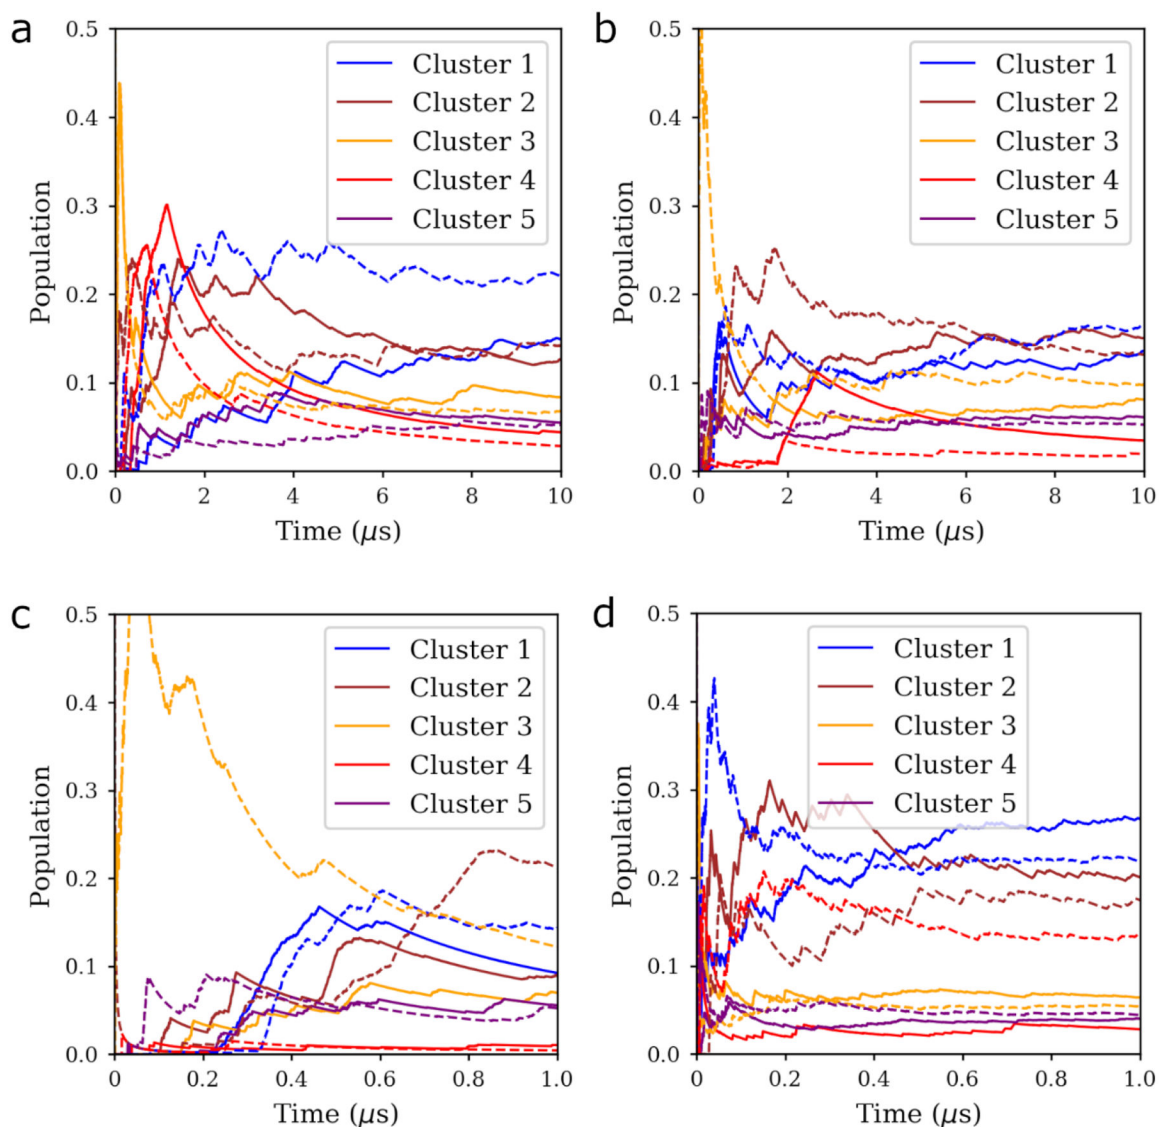 a
0.5
0.4
0.3
0.2
0.1
0.0
Population
Cluster 1
Cluster 2
Cluster 3
Cluster 4
Cluster 5
0 2 4 6 8 10
Time (μs)
b
0.5
0.4
0.3
0.2
0.1
0.0
Population
Cluster 1
Cluster 2
Cluster 3
Cluster 4
Cluster 5
0 2 4 6 8 10
Time (μs)
c
0.5
0.4
0.3
0.2
0.1
0.0
Population
Cluster 1
Cluster 2
Cluster 3
Cluster 4
Cluster 5
0 0.2 0.4 0.6 0.8 1.0
Time (μs)
d
0.5
0.4
0.3
0.2
0.1
0.0
Population
Cluster 1
Cluster 2
Cluster 3
Cluster 4
Cluster 5
0 0.2 0.4 0.6 0.8 1.0
Time (μs)